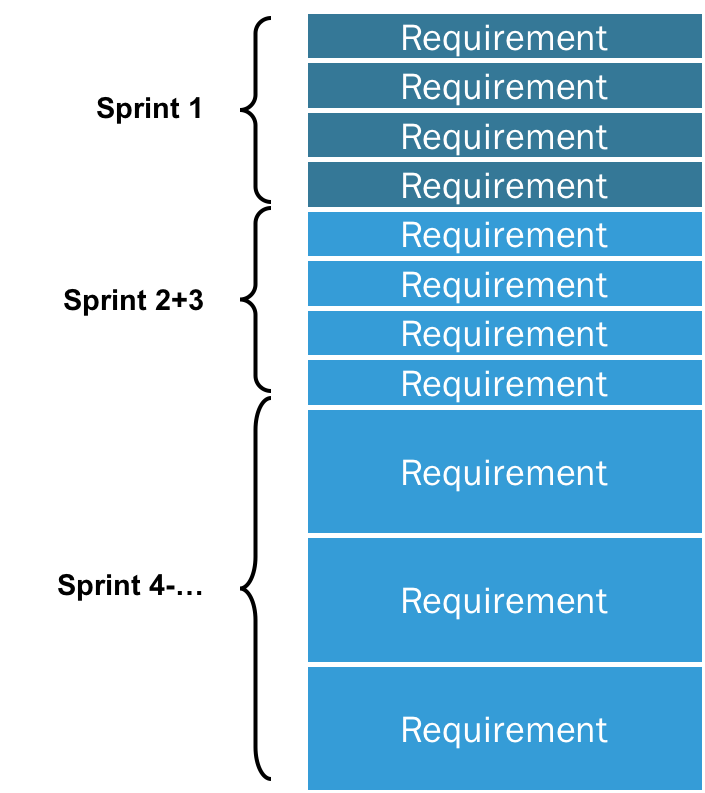 Requirement
Requirement
Sprint 1
Requirement
Requirement
Requirement
Requirement
Sprint 2+3
Requirement
Requirement
Requirement
Sprint 4-…
Requirement
Requirement